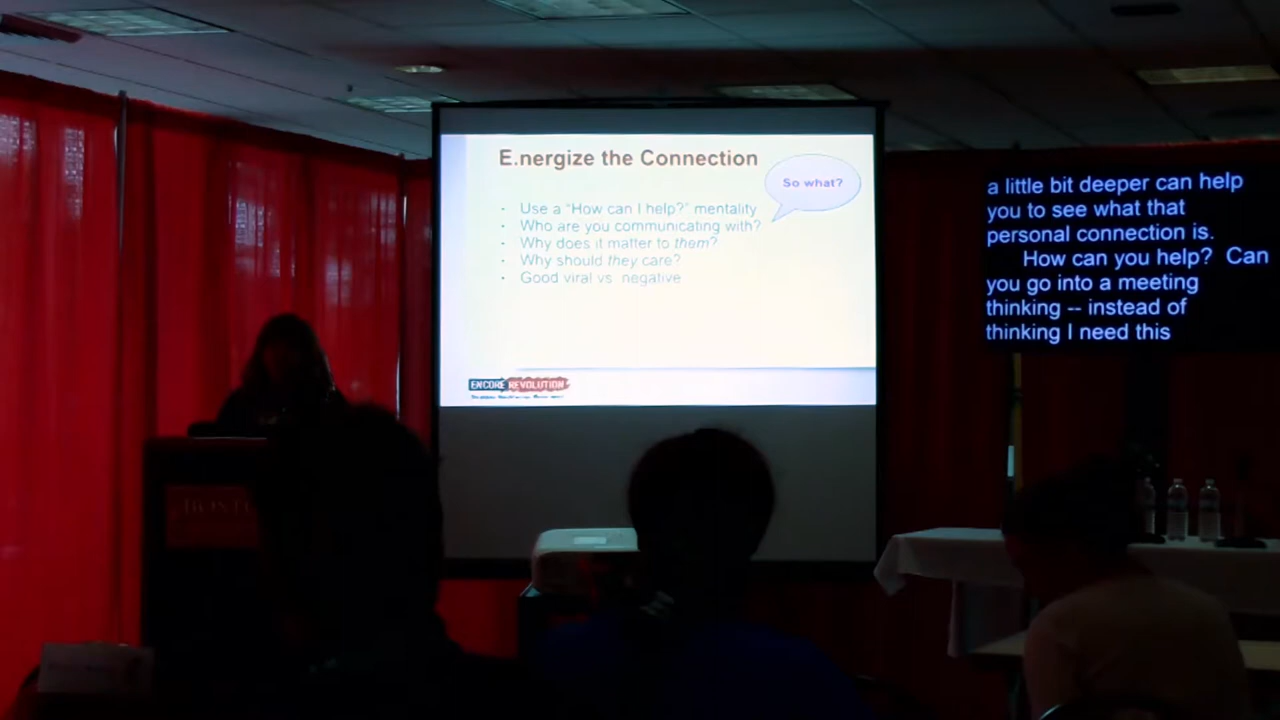 E.nergize the Connection
So what?
· Use a “How can I help?” mentality
· Who are you communicating with?
· Why does it matter to them?
· Why should they care?
· Good viral vs negative
ENCORE REVOLUTION
a little bit deeper can help
you to see what that
personal connection is.
How can you help? Can
you go into a meeting
thinking -- instead of
thinking I need this